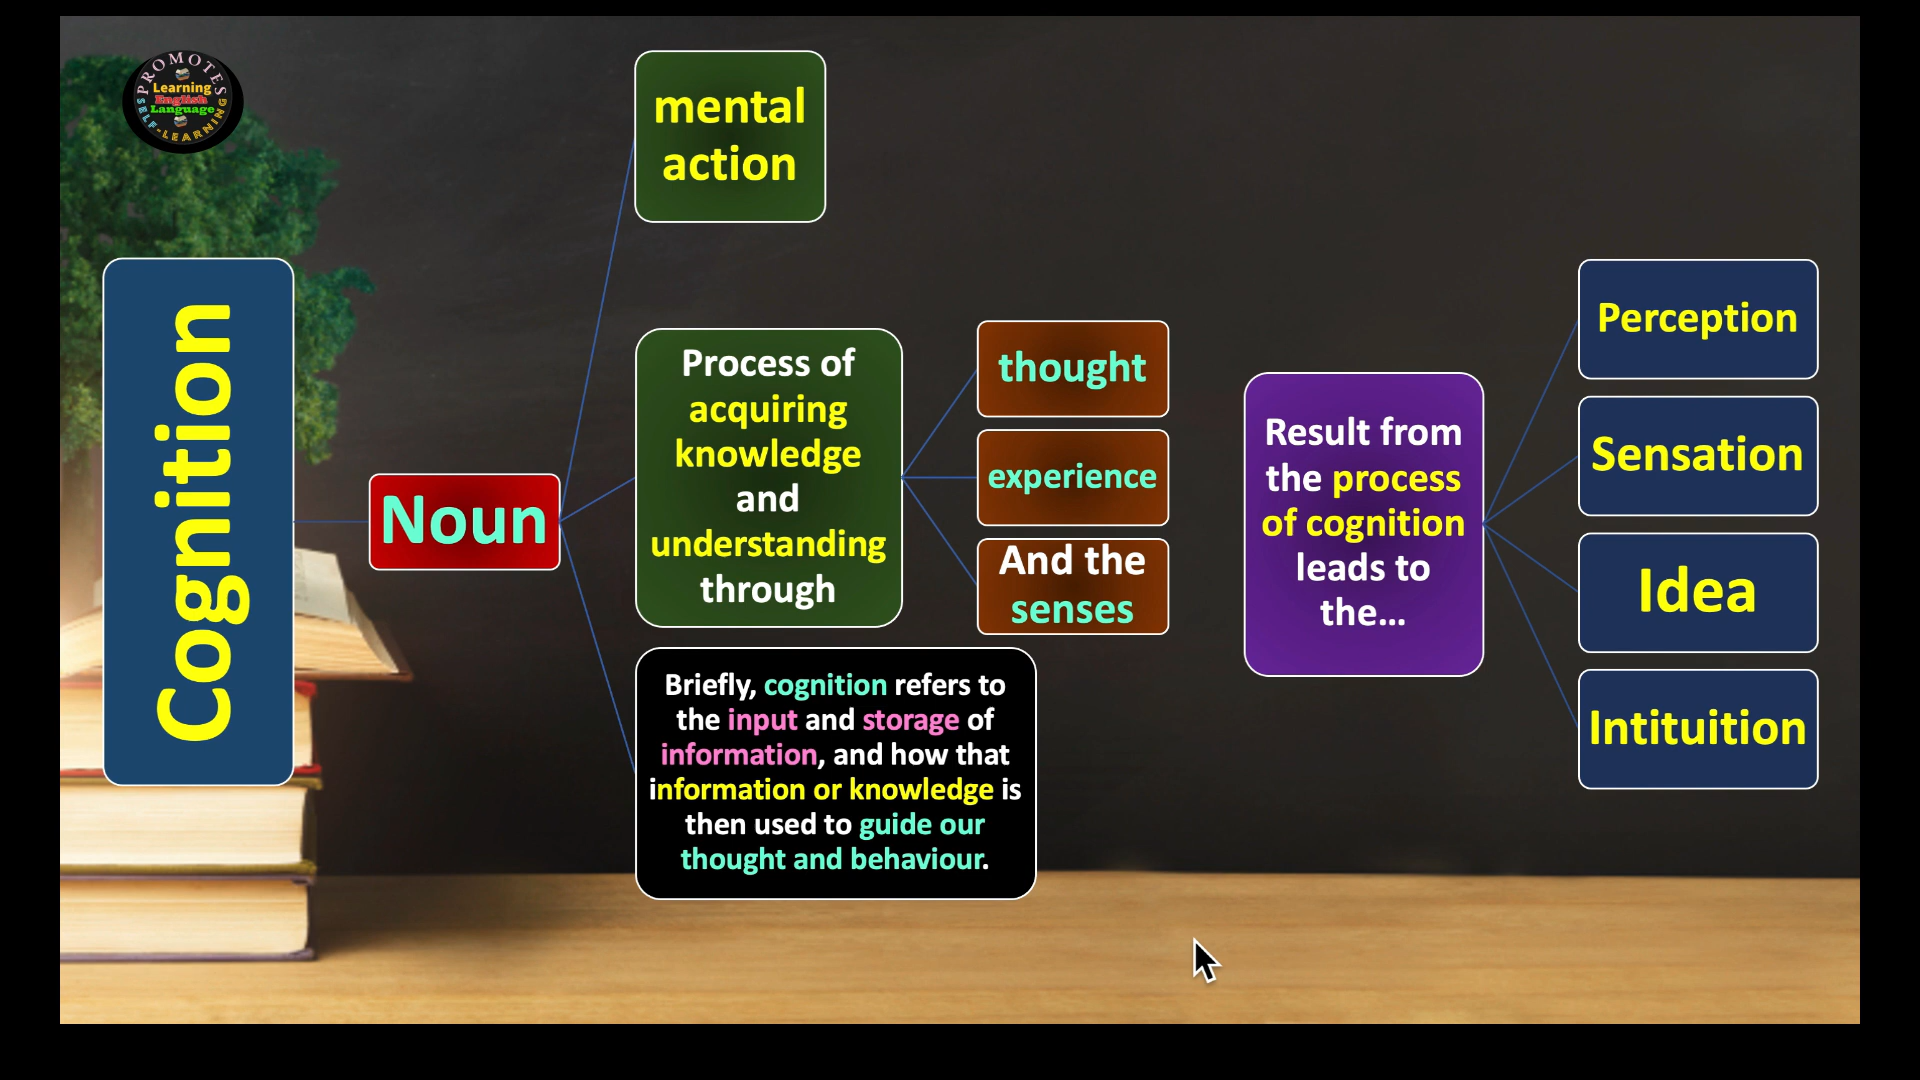 PROMOTES
Learning
English
Language
SELF-LEARNING
Cognition
Noun
mental
action
Process of
acquiring
knowledge
and
understanding
through
thought
experience
And the
senses
Briefly, cognition refers to
the input and storage of
information, and how that
information or knowledge is
then used to guide our
thought and behaviour.
Result from
the process
of cognition
leads to
the...
Perception
Sensation
Idea
Intituition